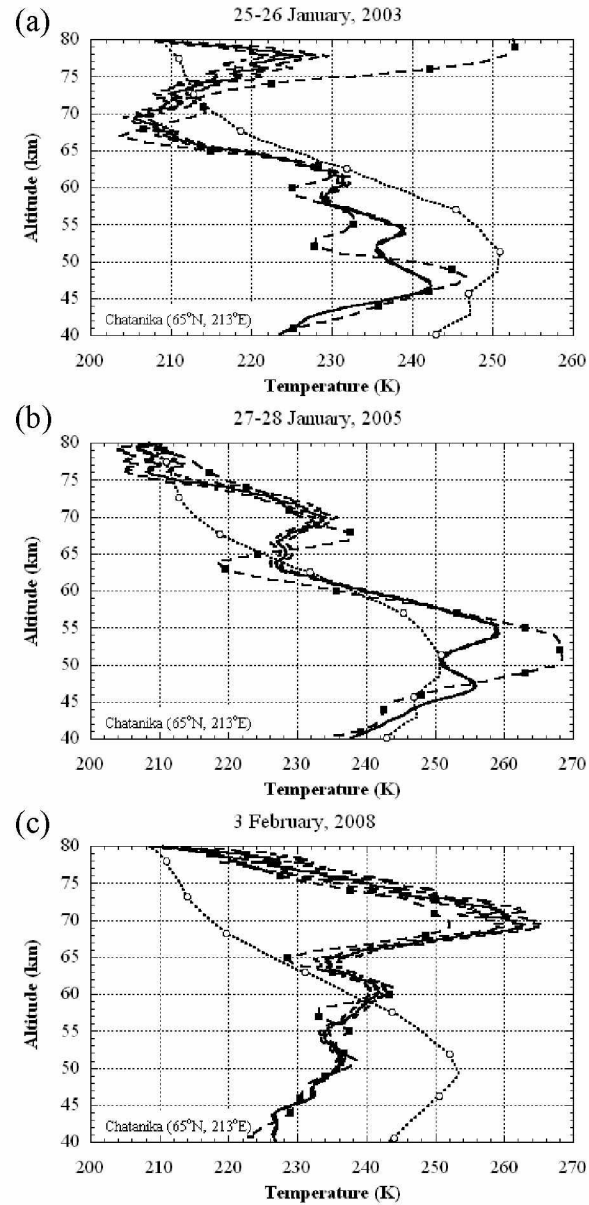 (a)
25-26 January, 2003
80
75
70
65
60
55
50
45
40
Altitude (km)
Chatanika (65°N, 213°E)
200 210 220 230 240 250 260
Temperature (K)
(b)
27-28 January, 2005
80
75
70
65
60
55
50
45
40
Altitude (km)
Chatanika (65°N, 213°E)
200 210 220 230 240 250 260 270
Temperature (K)
(c)
3 February, 2008
80
75
70
65
60
55
50
45
40
Altitude (km)
Chatanika (65°N, 213°E)
200 210 220 230 240 250 260 270
Temperature (K)